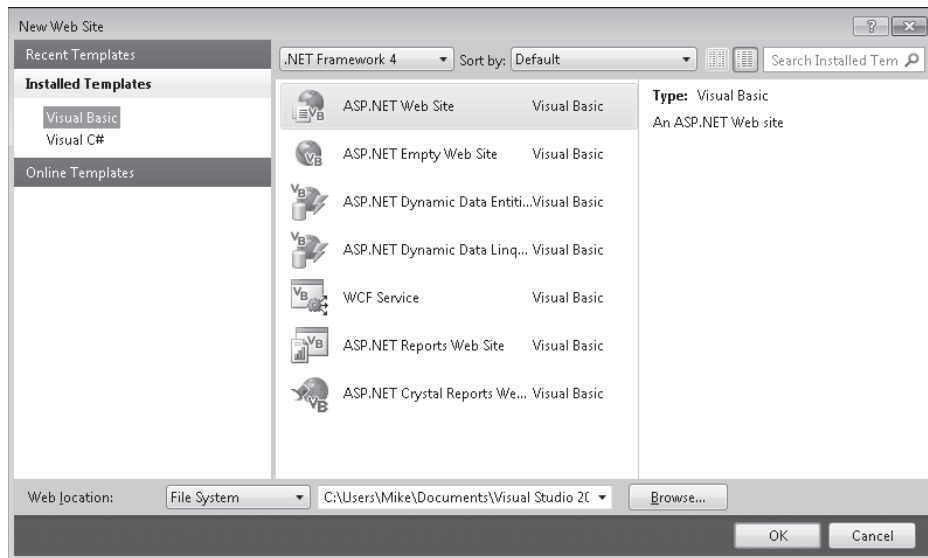 New Web Site
Recent Templates
Installed Templates
Visual Basic
Visual C#
Online Templates
.NET Framework 4
Sort by: Default
Search Installed Tem
ASP.NET Web Site Visual Basic
ASP.NET Empty Web Site Visual Basic
ASP.NET Dynamic Data Entiti...Visual Basic
ASP.NET Dynamic Data Linq... Visual Basic
WCF Service Visual Basic
ASP.NET Reports Web Site Visual Basic
ASP.NET Crystal Reports We... Visual Basic
Type: Visual Basic
An ASP.NET Web site
Web location: File System C:\Users\Mike\Documents\Visual Studio 20 Browse...
OK Cancel